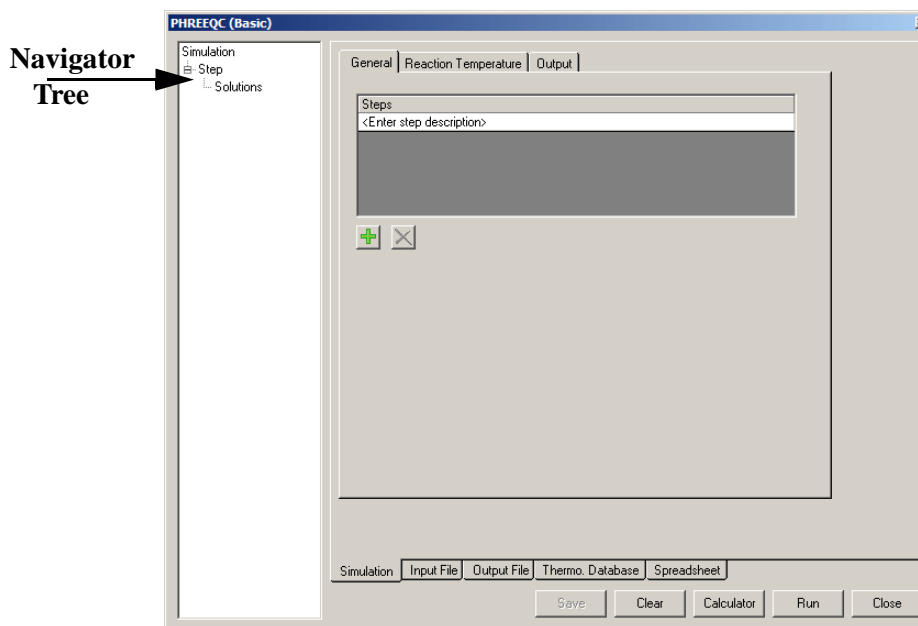 PHREEQC (Basic)
Navigator
Tree
Simulation
Step
Solutions
General Reaction Temperature Output
Steps
<Enter step description>
Simulation Input File Output File Thermo. Database Spreadsheet
Save Clear Calculator Run Close